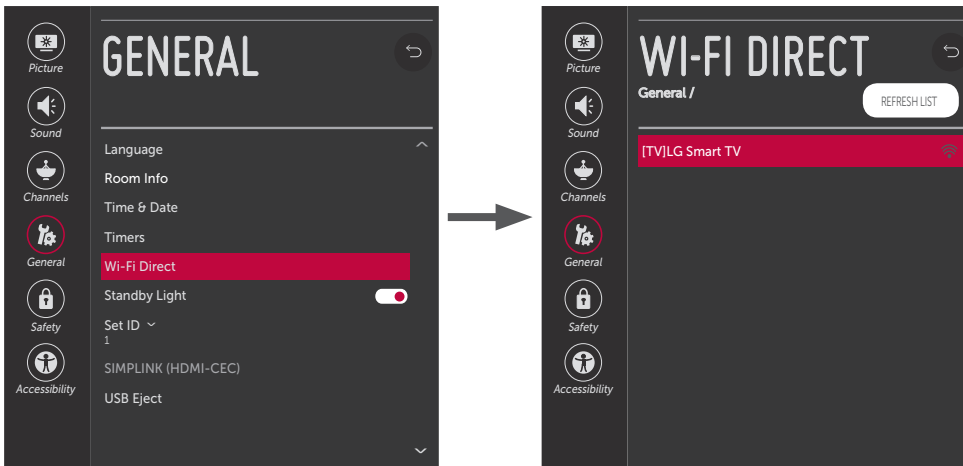 Picture
Sound
Channels
General
Safety
Accessibility
GENERAL
Language
Room Info
Time & Date
Timers
Wi-Fi Direct
Standby Light
Set ID
1
SIMPLINK (HDMI-CEC)
USB Eject
Picture
Sound
Channels
General
Safety
Accessibility
WI-FI DIRECT
General /
REFRESH LIST
[TV]LG Smart TV